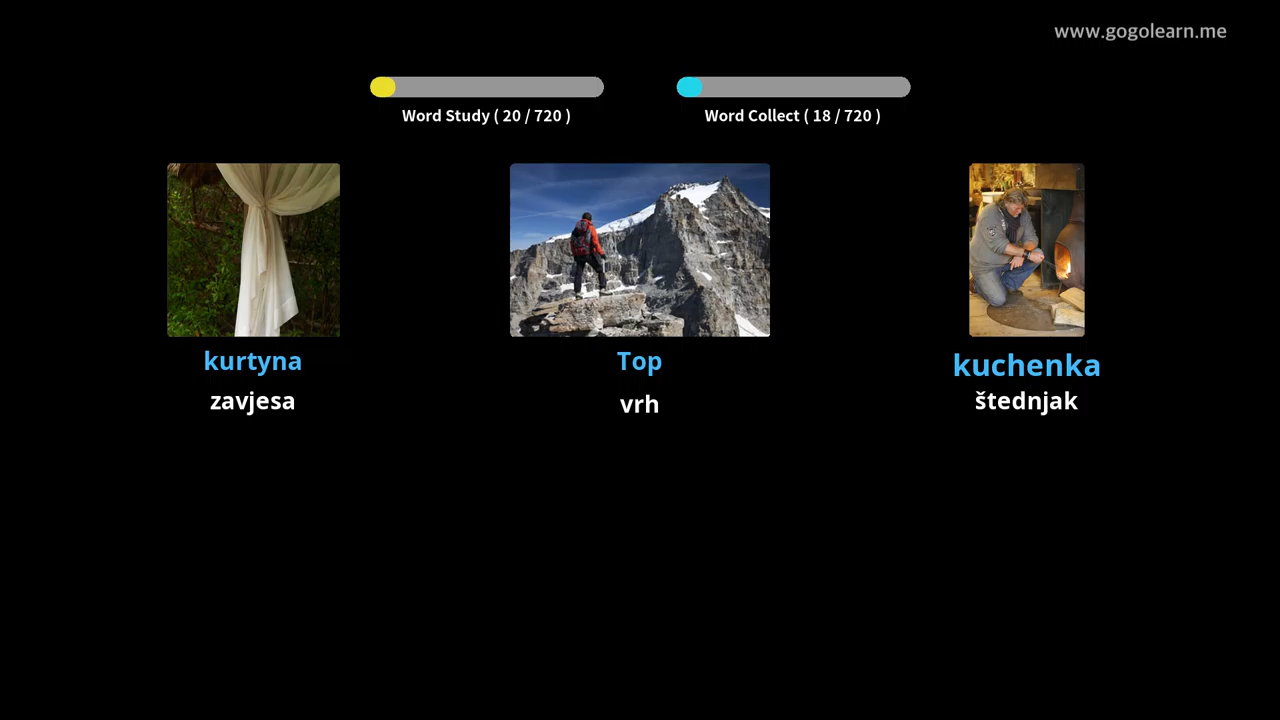 www.gogolearn.me
Word Study ( 20 / 720 )
Word Collect ( 18 / 720 )
kurtyna
Top
kuchenka
zavjesa
vrh
štednjak